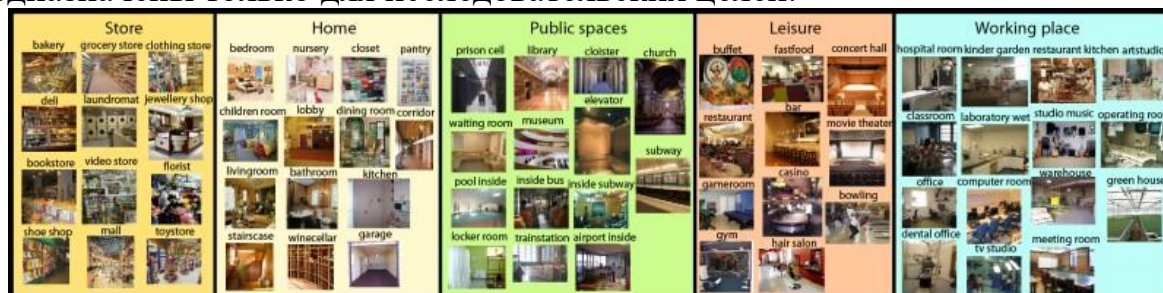 только для целей.
Store
bakery grocery store clothing store
deli laundromat jewellery shop
bookstore video store florist
shoe shop mall toystore
Home
bedroom nursery closet pantry
children room lobby dining room corridor
livingroom bathroom kitchen
stairscase winecellar garage
Public spaces
prison cell library cloister church
elevator
waiting room museum
subway
pool inside inside bus inside subway
locker room trainstation airport inside
Leisure
buffet fastfood concert hall
bar
restaurant movie theater
casino
gameroom bowling
gym hair salon
Working place
hospital room kinder garden restaurant kitchen artstudio
classroom laboratory wet studio music operating roo
warehouse
office computer room green house
dental office tv studio meeting room